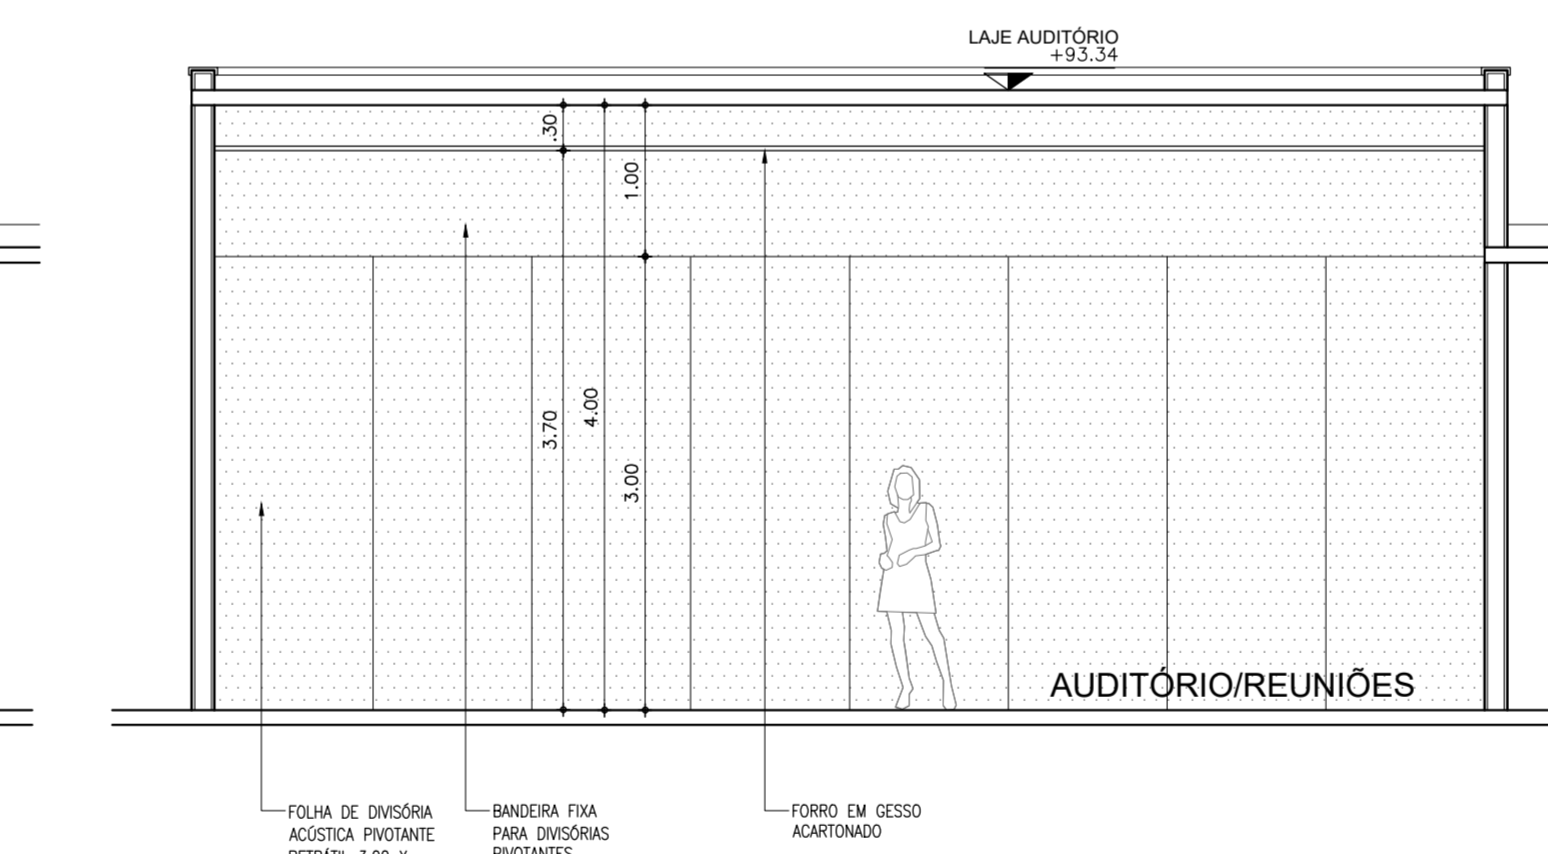 LAJE AUDITÓRIO
+93.34
.30
1.00
3.70
4.00
3.00
AUDITÓRIO/REUNIÕES
FOLHA DE DIVISÓRIA
ACÚSTICA PIVOTANTE
BANDEIRA FIXA
PARA DIVISÓRIAS
PIVOTANTES
FORRO EM GESSO
ACARTONADO